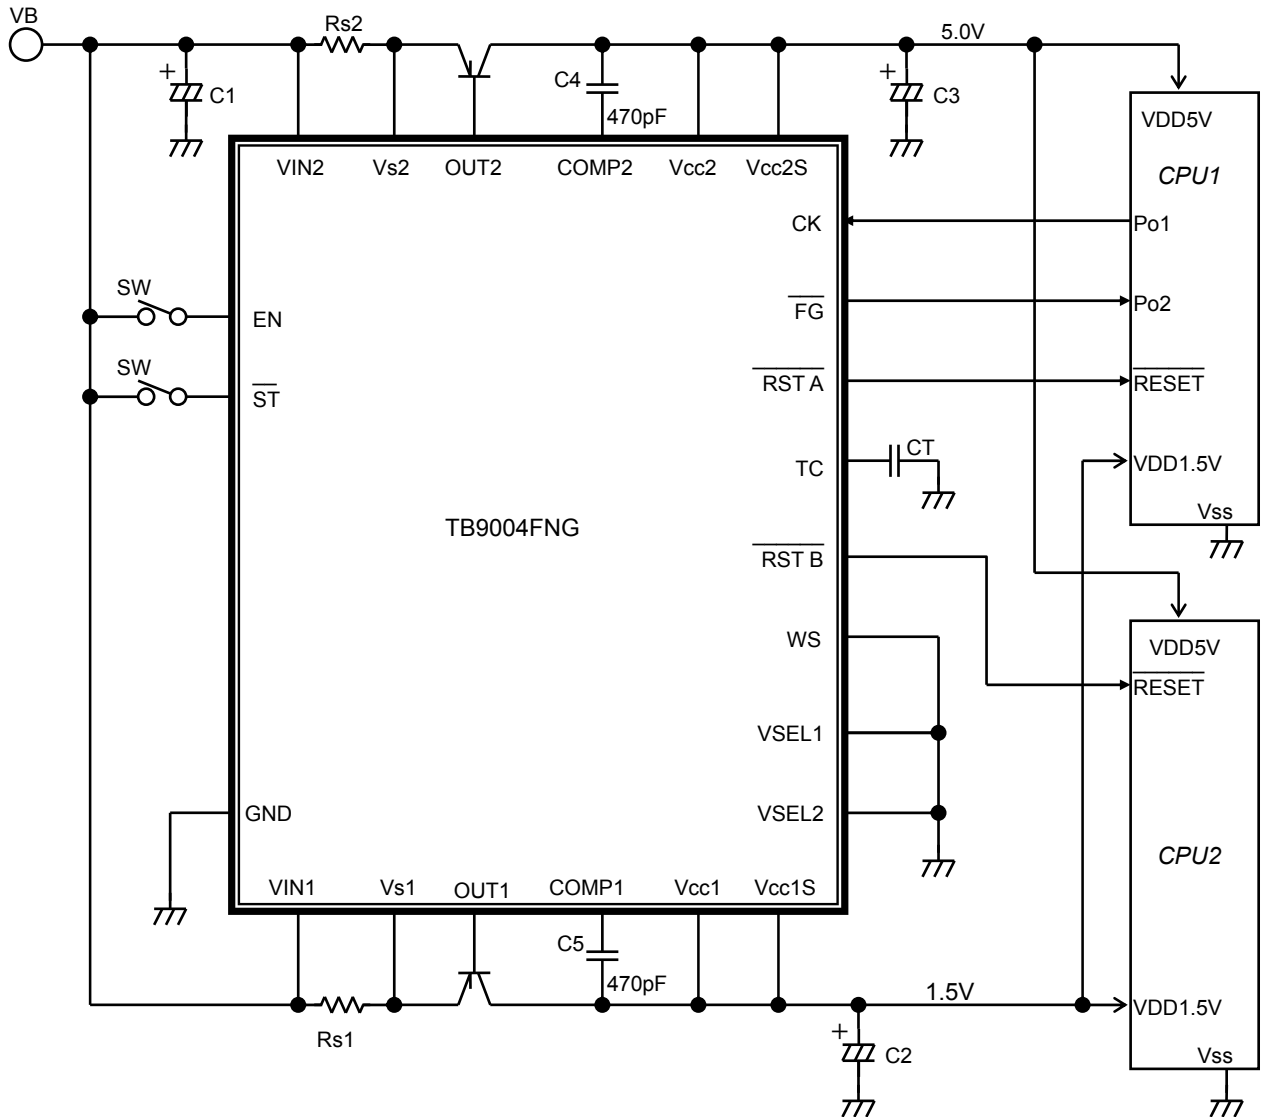 VB
Rs2
5.0V
+
C1
C4
470pF
+
C3
VIN2
Vs2
OUT2
COMP2
Vcc2
Vcc2S
VDD5V
CPU1
CK
Po1
SW
EN
FG
Po2
SW
ST
RST A
RESET
TC
CT
VDD1.5V
Vss
TB9004FNG
RST B
WS
VDD5V
RESET
VSEL1
GND
VSEL2
CPU2
VIN1
Vs1
OUT1
COMP1
Vcc1
Vcc1S
C5
470pF
1.5V
VDD1.5V
Rs1
+
C2
Vss